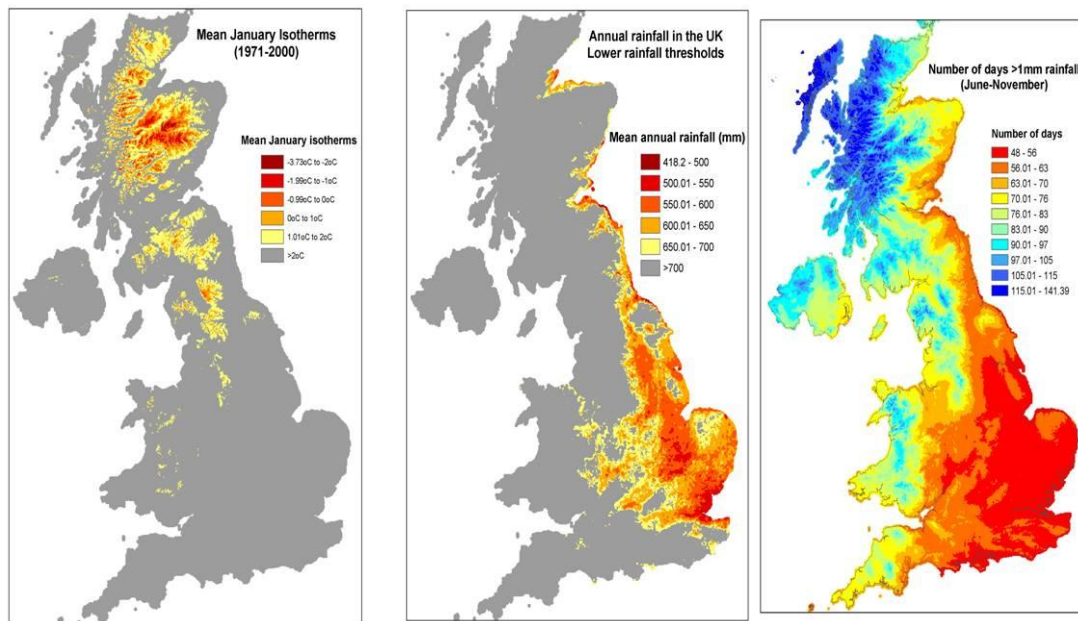 Mean January Isotherms
(1971-2000)
Mean January isotherms
-3.73oC to -2oC
-1.99oC to -1oC
-0.99oC to 0oC
0oC to 1oC
1.01oC to 2oC
>2oC
Annual rainfall in the UK
Lower rainfall thresholds
Mean annual rainfall (mm)
418.2 - 500
500.01 - 550
550.01 - 600
600.01 - 650
650.01 - 700
>700
Number of days >1mm rainfall
(June-November)
Number of days
48 - 56
56.01 - 63
63.01 - 70
70.01 - 76
76.01 - 83
83.01 - 90
90.01 - 97
97.01 - 105
105.01 - 115
115.01 - 141.39